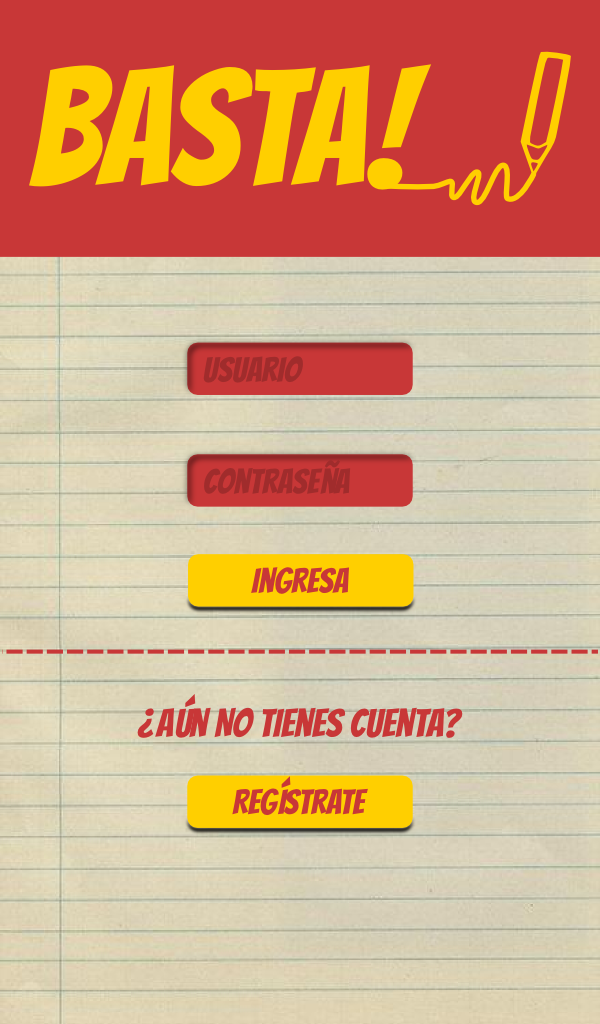 BASTA!
USUARIO
CONTRASEÑA
INGRESA
¿AÚN NO TIENES CUENTA?
REGÍSTRATE